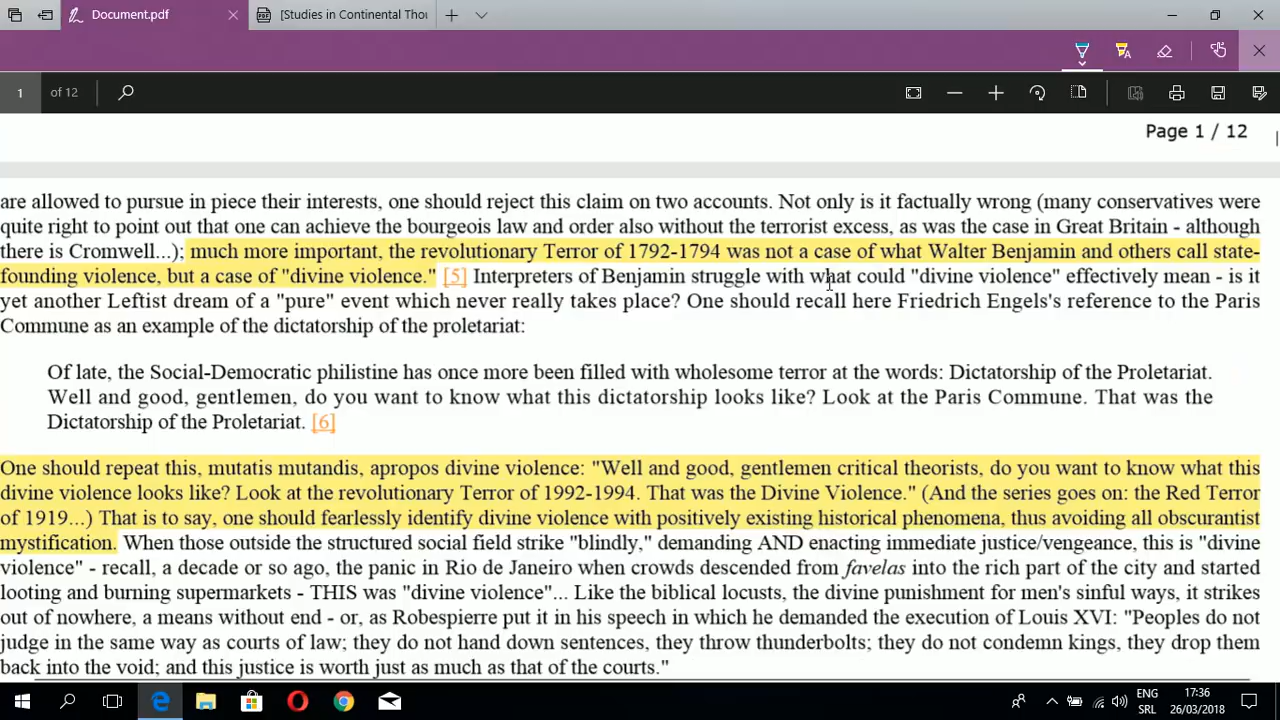 Document.pdf
[Studies in Continental Thou
1 of 12
Page 1 / 12
are allowed to pursue in piece their interests, one should reject this claim on two accounts. Not only is it factually wrong (many conservatives were
quite right to point out that one can achieve the bourgeois law and order also without the terrorist excess, as was the case in Great Britain - although
there is Cromwell...); much more important, the revolutionary Terror of 1792-1794 was not a case of what Walter Benjamin and others call state-
founding violence, but a case of "divine violence." [5] Interpreters of Benjamin struggle with what could "divine violence" effectively mean - is it
yet another Leftist dream of a "pure" event which never really takes place? One should recall here Friedrich Engels's reference to the Paris
Commune as an example of the dictatorship of the proletariat:
Of late, the Social-Democratic philistine has once more been filled with wholesome terror at the words: Dictatorship of the Proletariat.
Well and good, gentlemen, do you want to know what this dictatorship looks like? Look at the Paris Commune. That was the
Dictatorship of the Proletariat. [6]
One should repeat this, mutatis mutandis, apropos divine violence: "Well and good, gentlemen critical theorists, do you want to know what this
divine violence looks like? Look at the revolutionary Terror of 1992-1994. That was the Divine Violence." (And the series goes on: the Red Terror
of 1919...) That is to say, one should fearlessly identify divine violence with positively existing historical phenomena, thus avoiding all obscurantist
mystification. When those outside the structured social field strike "blindly," demanding AND enacting immediate justice/vengeance, this is "divine
violence" - recall, a decade or so ago, the panic in Rio de Janeiro when crowds descended from favelas into the rich part of the city and started
looting and burning supermarkets - THIS was "divine violence"... Like the biblical locusts, the divine punishment for men's sinful ways, it strikes
out of nowhere, a means without end - or, as Robespierre put it in his speech in which he demanded the execution of Louis XVI: "Peoples do not
judge in the same way as courts of law; they do not hand down sentences, they throw thunderbolts; they do not condemn kings, they drop them
back into the void; and this justice is worth just as much as that of the courts."
ENG 17:36
SRL 26/03/2018